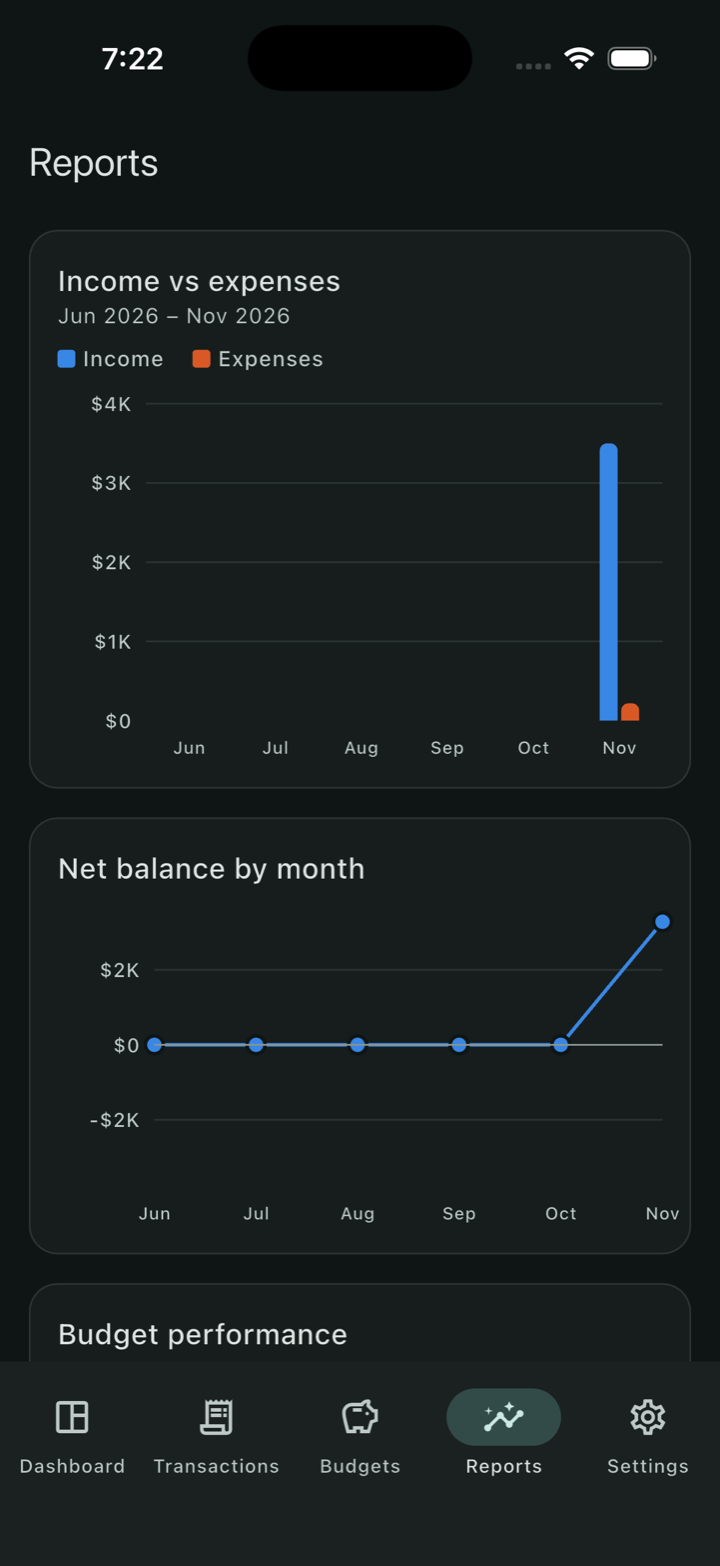 7:22
Reports
Income vs expenses
Jun 2026 – Nov 2026
Income Expenses
$4K
$3K
$2K
$1K
$0
Jun Jul Aug Sep Oct Nov
Net balance by month
$2K
$0
-$2K
Jun Jul Aug Sep Oct Nov
Budget performance
Dashboard Transactions Budgets Reports Settings